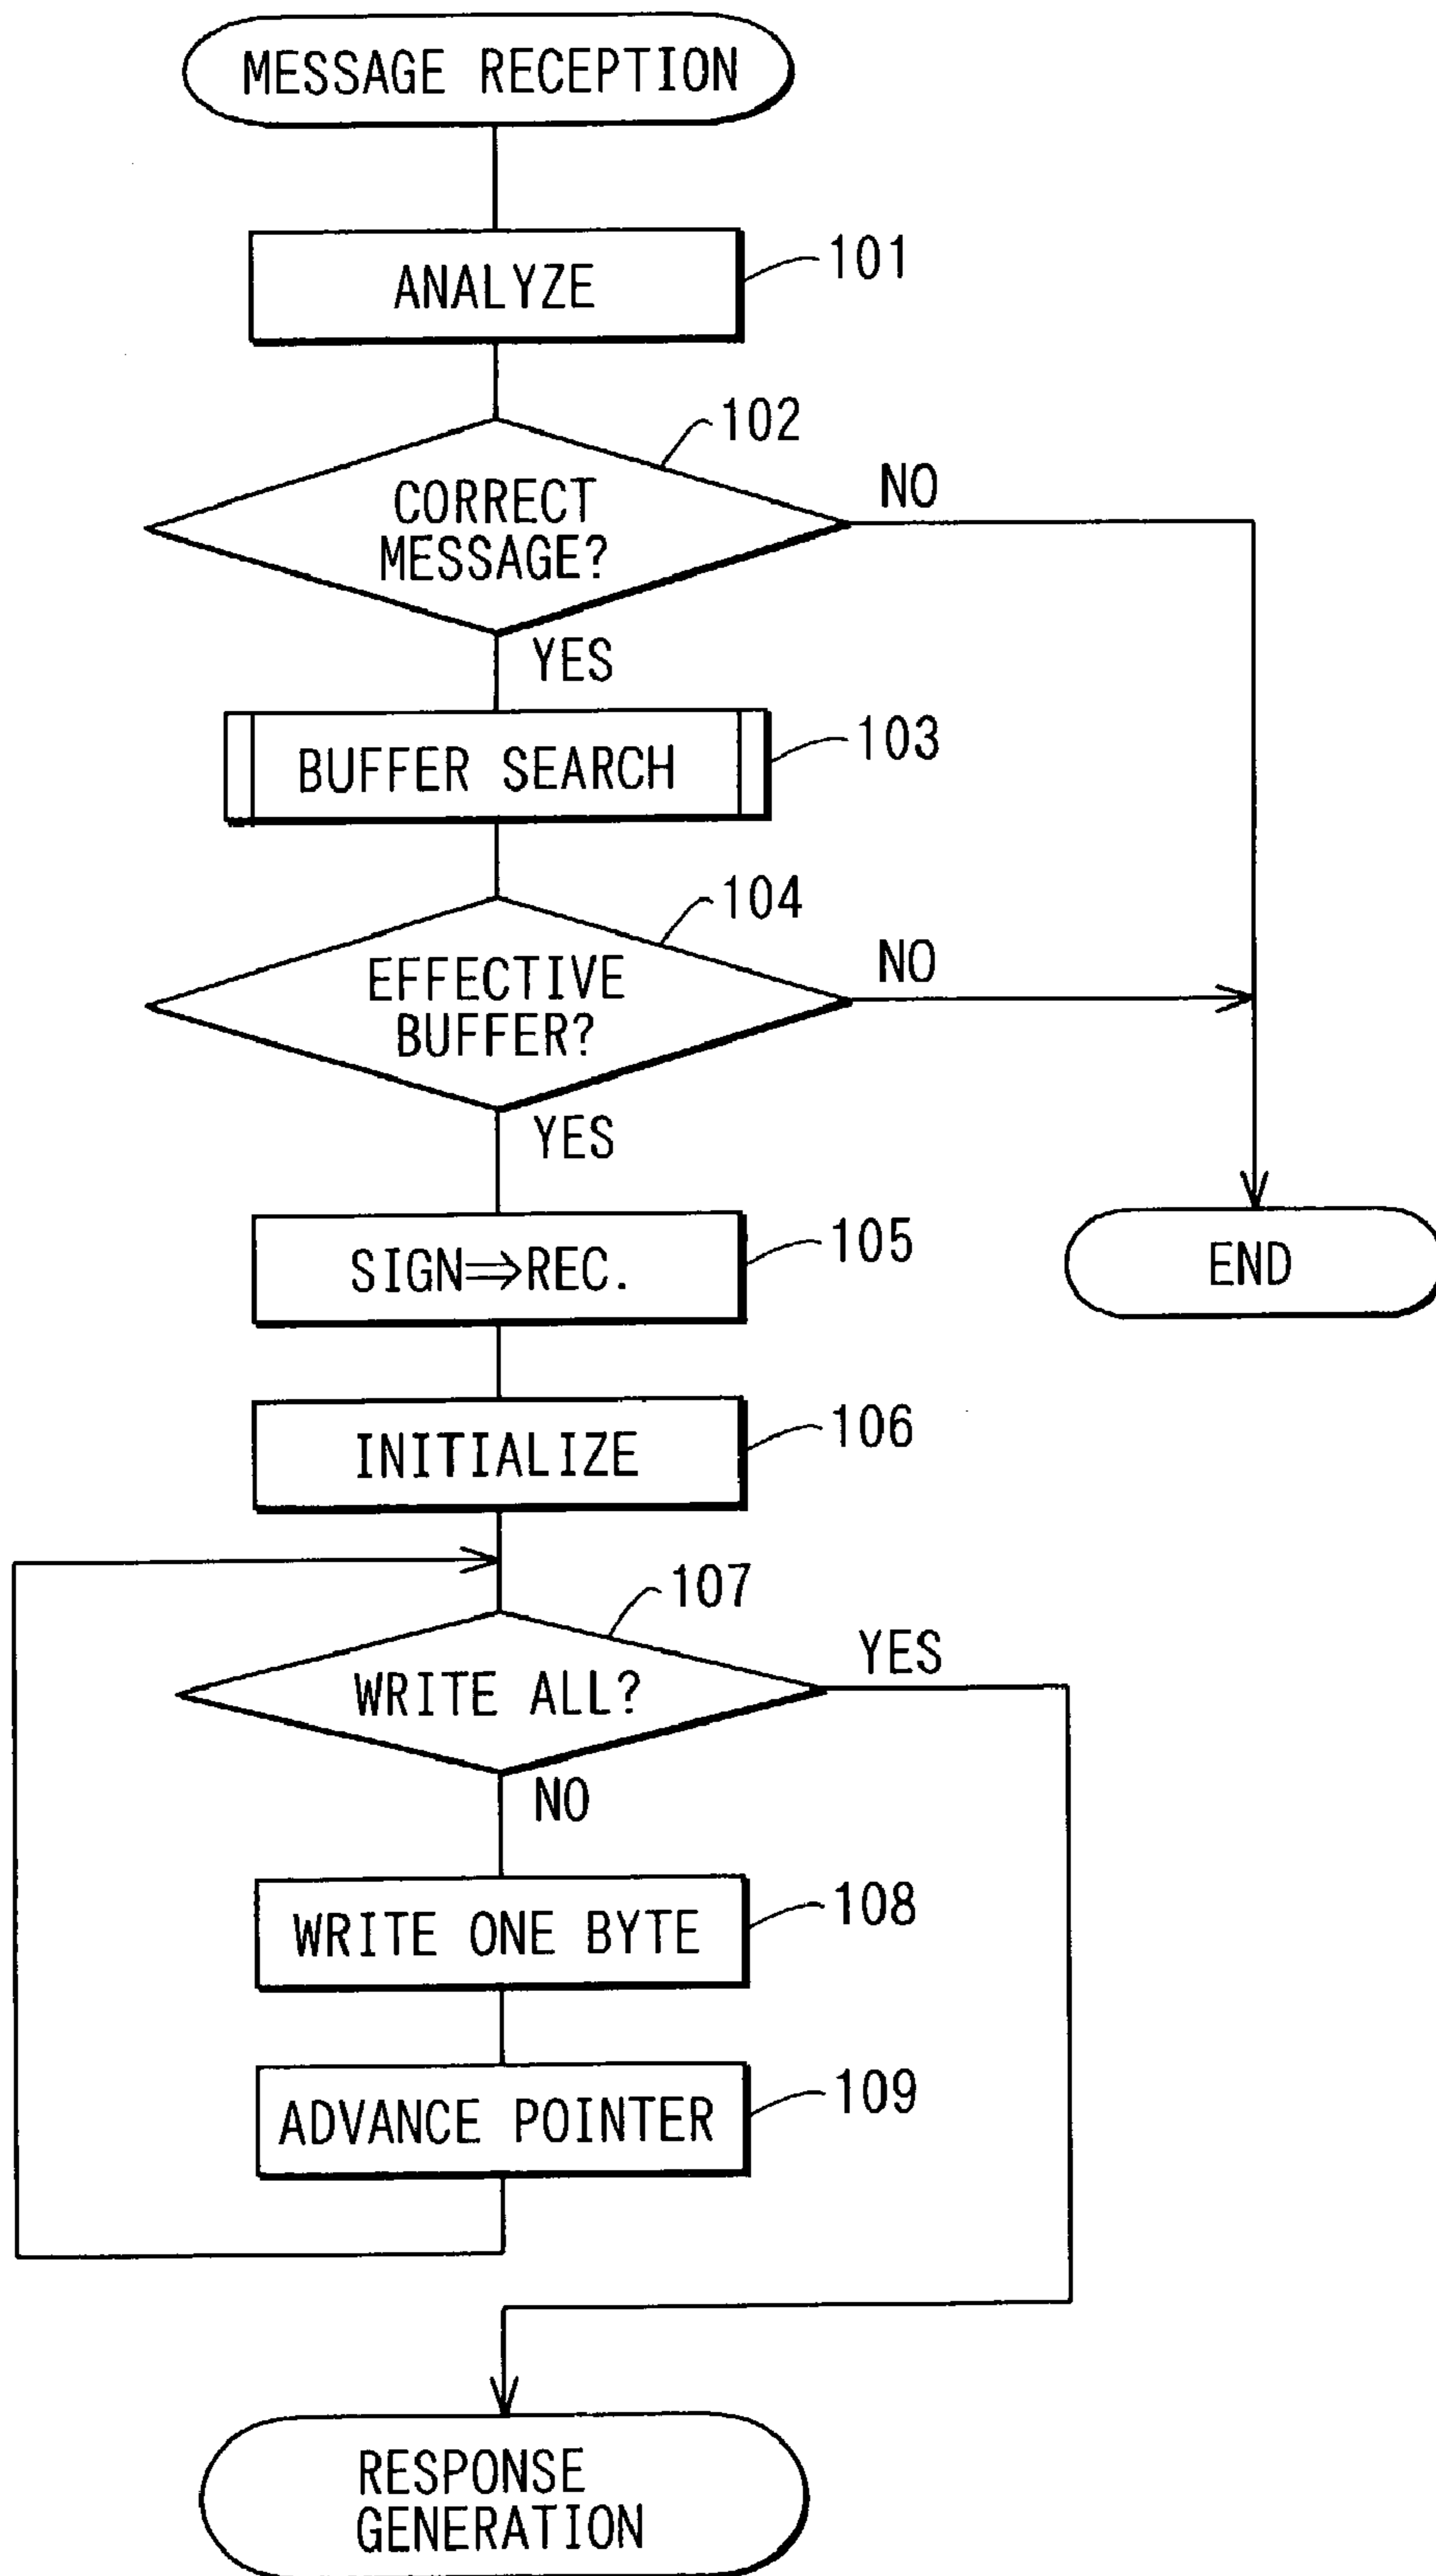 MESSAGE RECEPTION
ANALYZE
101
102
CORRECT
MESSAGE?
NO
YES
BUFFER SEARCH
103
104
EFFECTIVE
BUFFER?
NO
YES
SIGN⇒REC.
105
END
INITIALIZE
106
107
WRITE ALL?
YES
NO
WRITE ONE BYTE
108
ADVANCE POINTER
109
RESPONSE
GENERATION